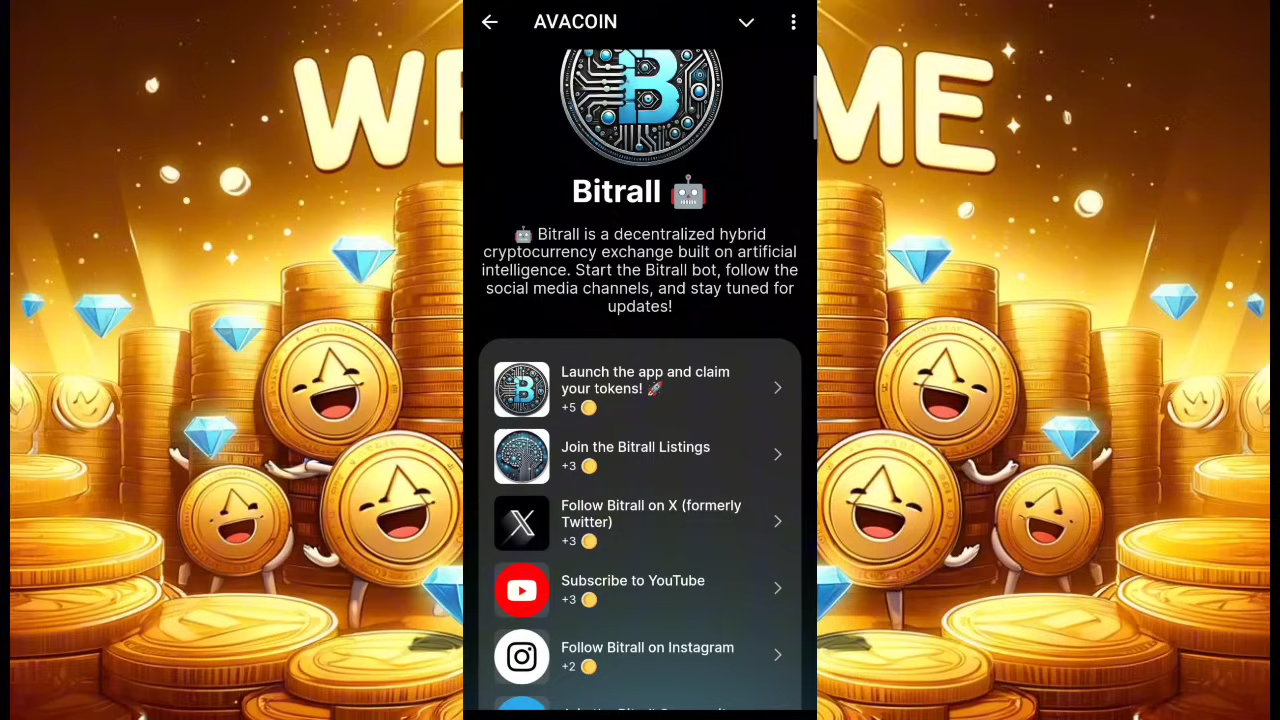 AVACOIN
WE
ME
Bitrall 🤖
🤖 Bitrall is a decentralized hybrid
cryptocurrency exchange built on artificial
intelligence. Start the Bitrall bot, follow the
social media channels, and stay tuned for
updates!
Launch the app and claim
your tokens! 🚀
+5
Join the Bitrall Listings
+3
Follow Bitrall on X (formerly
Twitter)
+3
Subscribe to YouTube
+3
Follow Bitrall on Instagram
+2